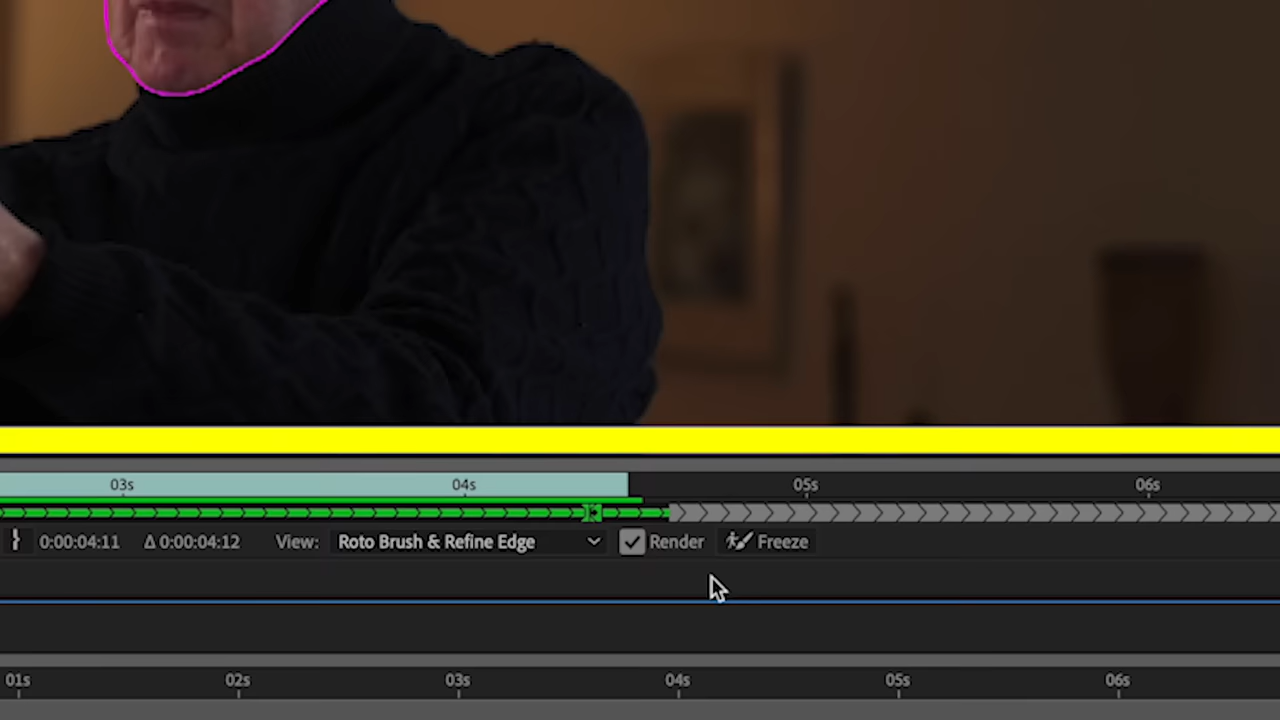 03s 04s 05s 06s
0:00:04:11 Δ 0:00:04:12 View: Roto Brush & Refine Edge Render Freeze
01s 02s 03s 04s 05s 06s